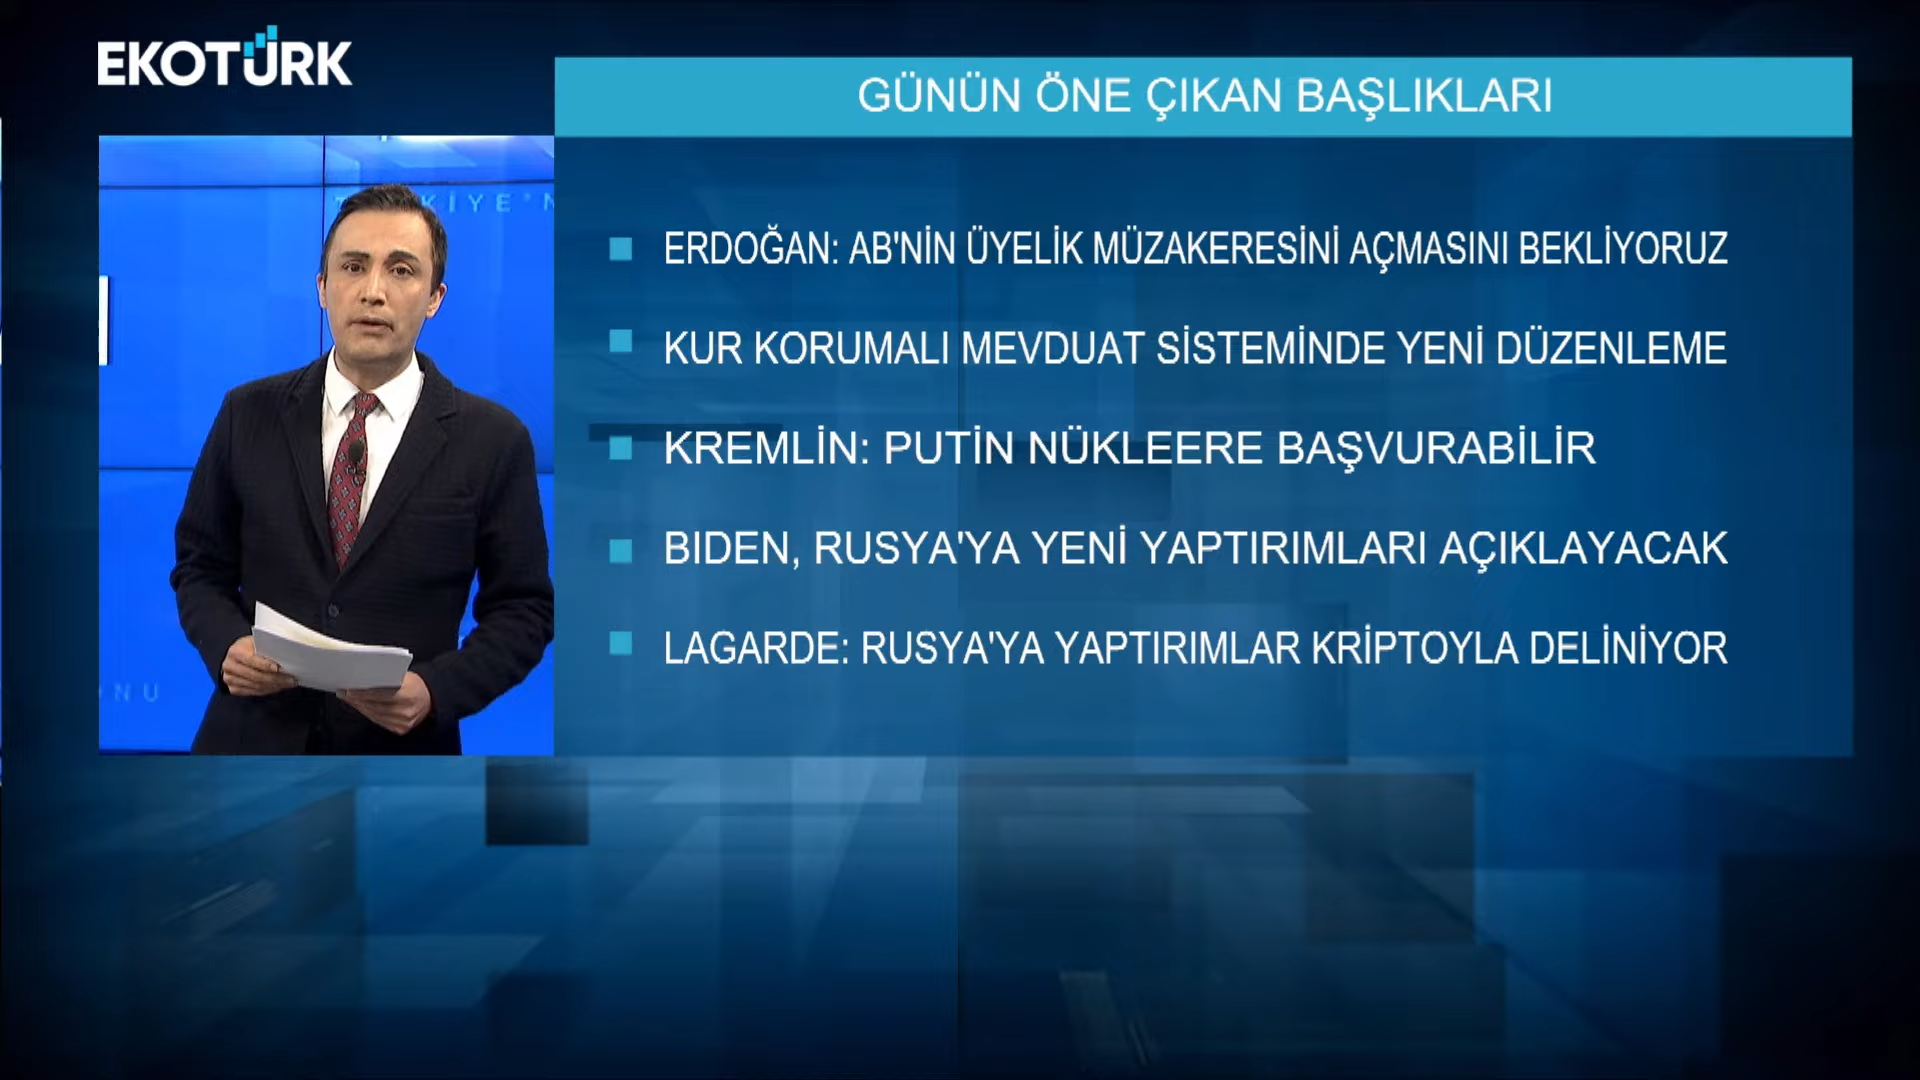 EKOTÜRK
GÜNÜN ÖNE ÇIKAN BAŞLIKLARI
ERDOĞAN: AB'NİN ÜYELİK MÜZAKERESİNİ AÇMASINI BEKLİYORUZ
KUR KORUMALI MEVDUAT SİSTEMİNDE YENİ DÜZENLEME
KREMLİN: PUTİN NÜKLEERE BAŞVURABİLİR
BIDEN, RUSYA'YA YENİ YAPTIRIMLARI AÇIKLAYACAK
LAGARDE: RUSYA'YA YAPTIRIMLAR KRİPTOYLA DELİNİYOR